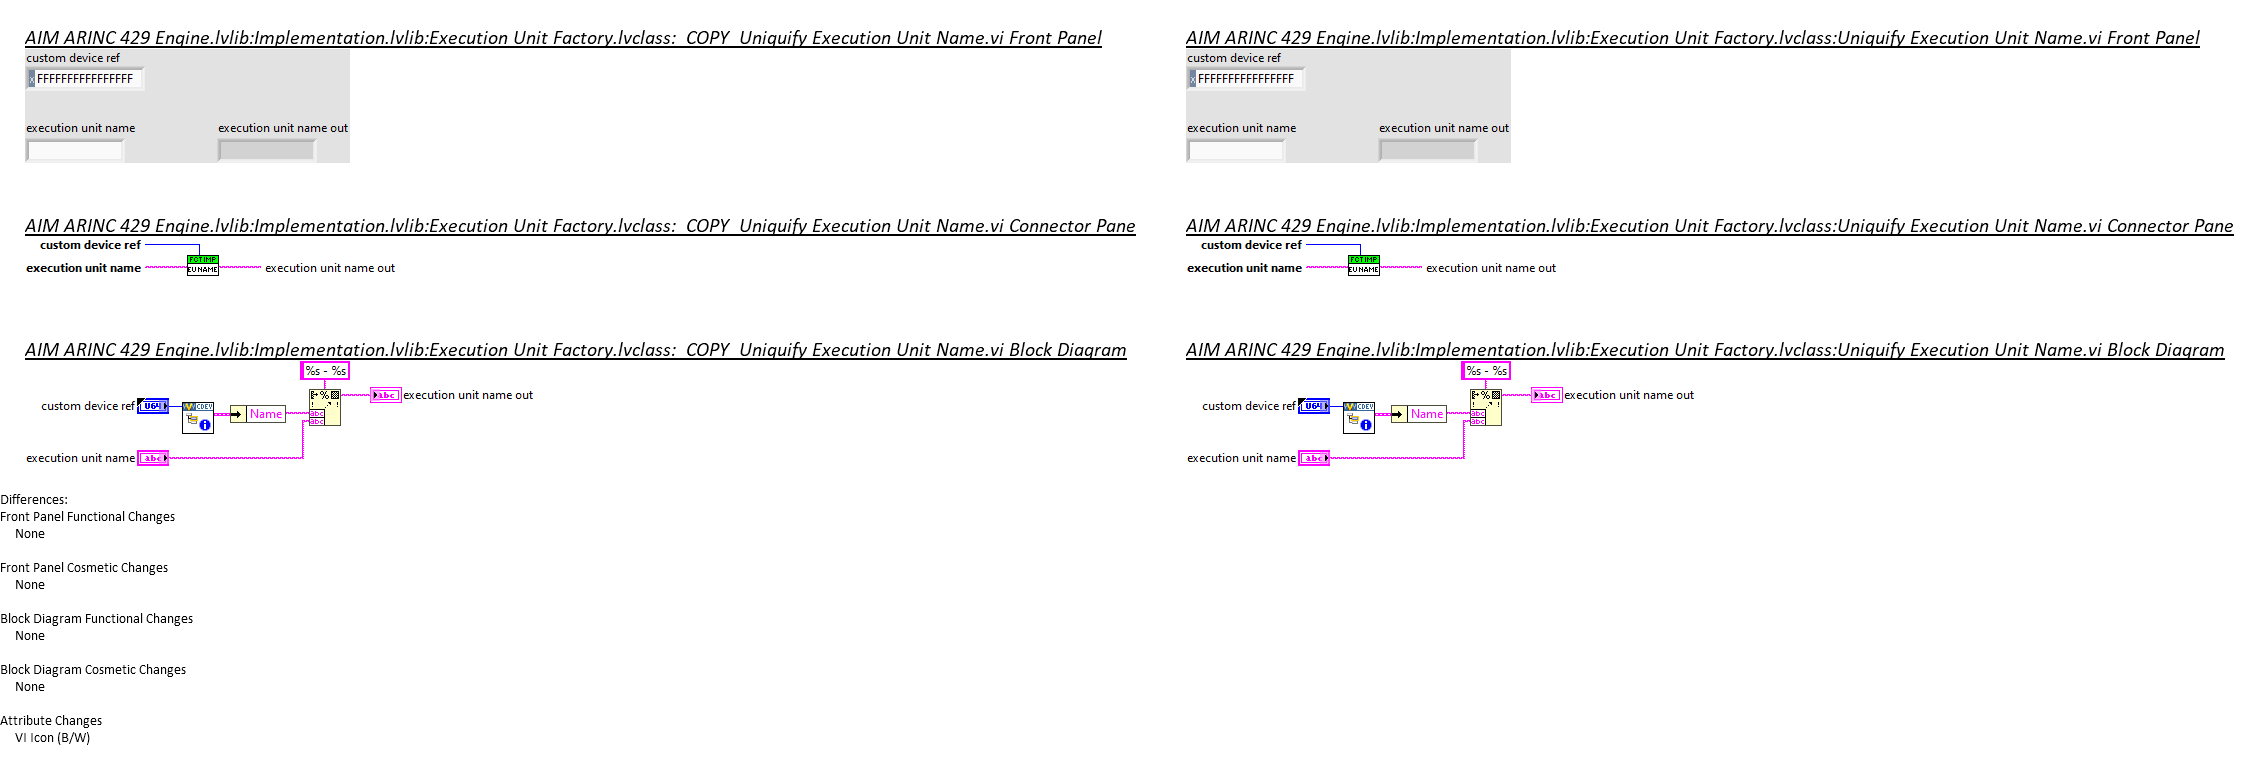 AIM ARINC 429 Engine.lvlib:Implementation.lvlib:Execution Unit Factory.lvclass:_COPY_Uniquify Execution Unit Name.vi Front Panel
custom device ref
x FFFFFFFFFFFFFFFF
execution unit name execution unit name out
AIM ARINC 429 Engine.lvlib:Implementation.lvlib:Execution Unit Factory.lvclass:_COPY_Uniquify Execution Unit Name.vi Connector Pane
custom device ref
FCT IMP
execution unit name EU NAME execution unit name out
AIM ARINC 429 Engine.lvlib:Implementation.lvlib:Execution Unit Factory.lvclass:_COPY_Uniquify Execution Unit Name.vi Block Diagram
%s - %s
abc execution unit name out
custom device ref U64 CDEV Name abc
abc
execution unit name abc
Differences:
Front Panel Functional Changes
None
Front Panel Cosmetic Changes
None
Block Diagram Functional Changes
None
Block Diagram Cosmetic Changes
None
Attribute Changes
VI Icon (B/W)
AIM ARINC 429 Engine.lvlib:Implementation.lvlib:Execution Unit Factory.lvclass:Uniquify Execution Unit Name.vi Front Panel
custom device ref
x FFFFFFFFFFFFFFFF
execution unit name execution unit name out
AIM ARINC 429 Engine.lvlib:Implementation.lvlib:Execution Unit Factory.lvclass:Uniquify Execution Unit Name.vi Connector Pane
custom device ref
FCT IMP
execution unit name EU NAME execution unit name out
AIM ARINC 429 Engine.lvlib:Implementation.lvlib:Execution Unit Factory.lvclass:Uniquify Execution Unit Name.vi Block Diagram
%s - %s
abc execution unit name out
custom device ref U64 CDEV Name abc
abc
execution unit name abc